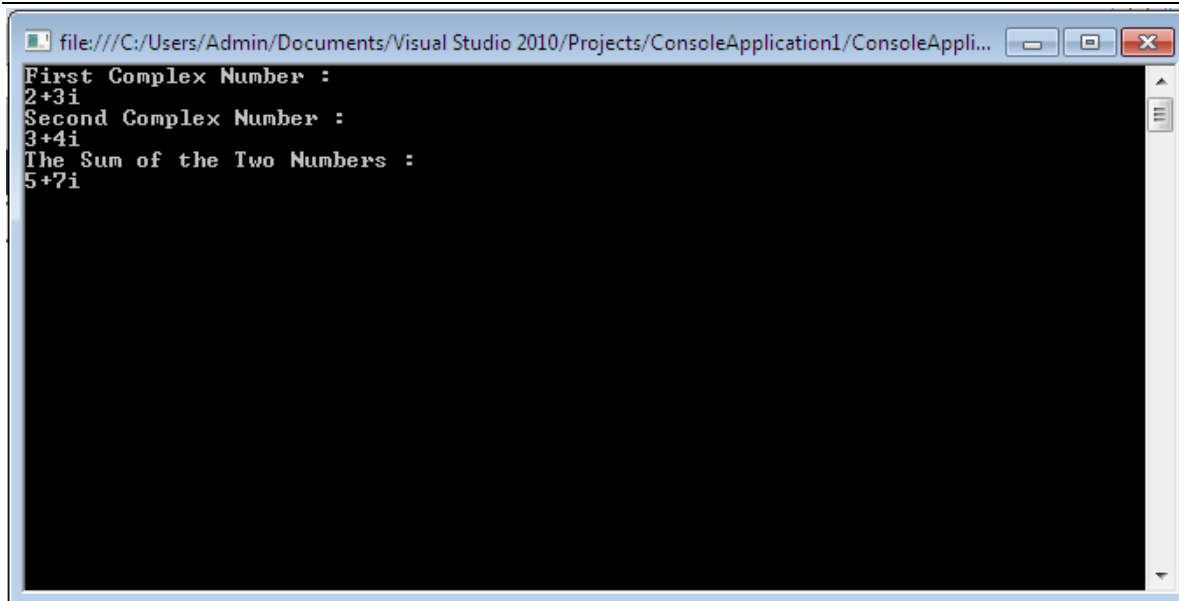 file:///C:/Users/Admin/Documents/Visual Studio 2010/Projects/ConsoleApplication1/ConsoleAppli...
First Complex Number :
2+3i
Second Complex Number :
3+4i
The Sum of the Two Numbers :
5+7i